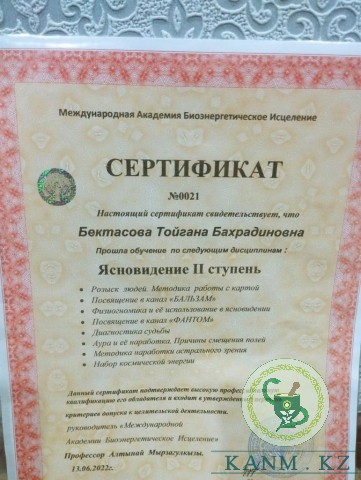 Международная Академия Биоэнергетическое Исцеление
СЕРТИФИКАТ
№0021
Настоящий сертификат свидетельствует, что
Бектасова Тойгана Бахрадиновна
Прошла обучение по следующим дисциплинам :
Ясновидение II ступень
• Розыск людей. Методика работы с картой
• Посвящение в канал «БАЛЬЗАМ»
• Физиогномика и её использование в ясновидении
• Посвящение в канал «ФАНТОМ»
• Диагностика судьбы
• Аура и её наработка. Причины смещения полей
• Методика наработки астрального зрения
• Набор космической энергии
Данный сертификат подтверждает высокую
квалификацию его обладателя и входит в
критериев допуска к целительской деятельности.
руководитель «Международной
Академии Биоэнергетическое Исцеление»
Профессор Алтынай Мырзагулкызы.
13.06.2022г.
KANM . KZ